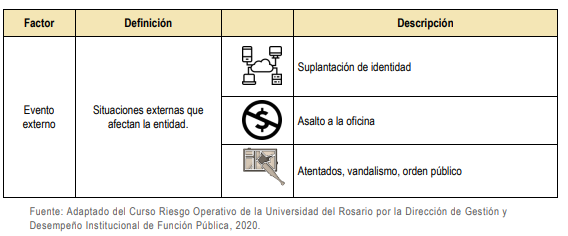 Factor Definición Descripción
Suplantación de identidad
Evento externo
Situaciones externas que
afectan la entidad.
$
Asalto a la oficina
Atentados, vandalismo, orden público
Fuente: Adaptado del Curso Riesgo Operativo de la Universidad del Rosario por la Dirección de Gestión y
Desempeño Institucional de Función Pública, 2020.